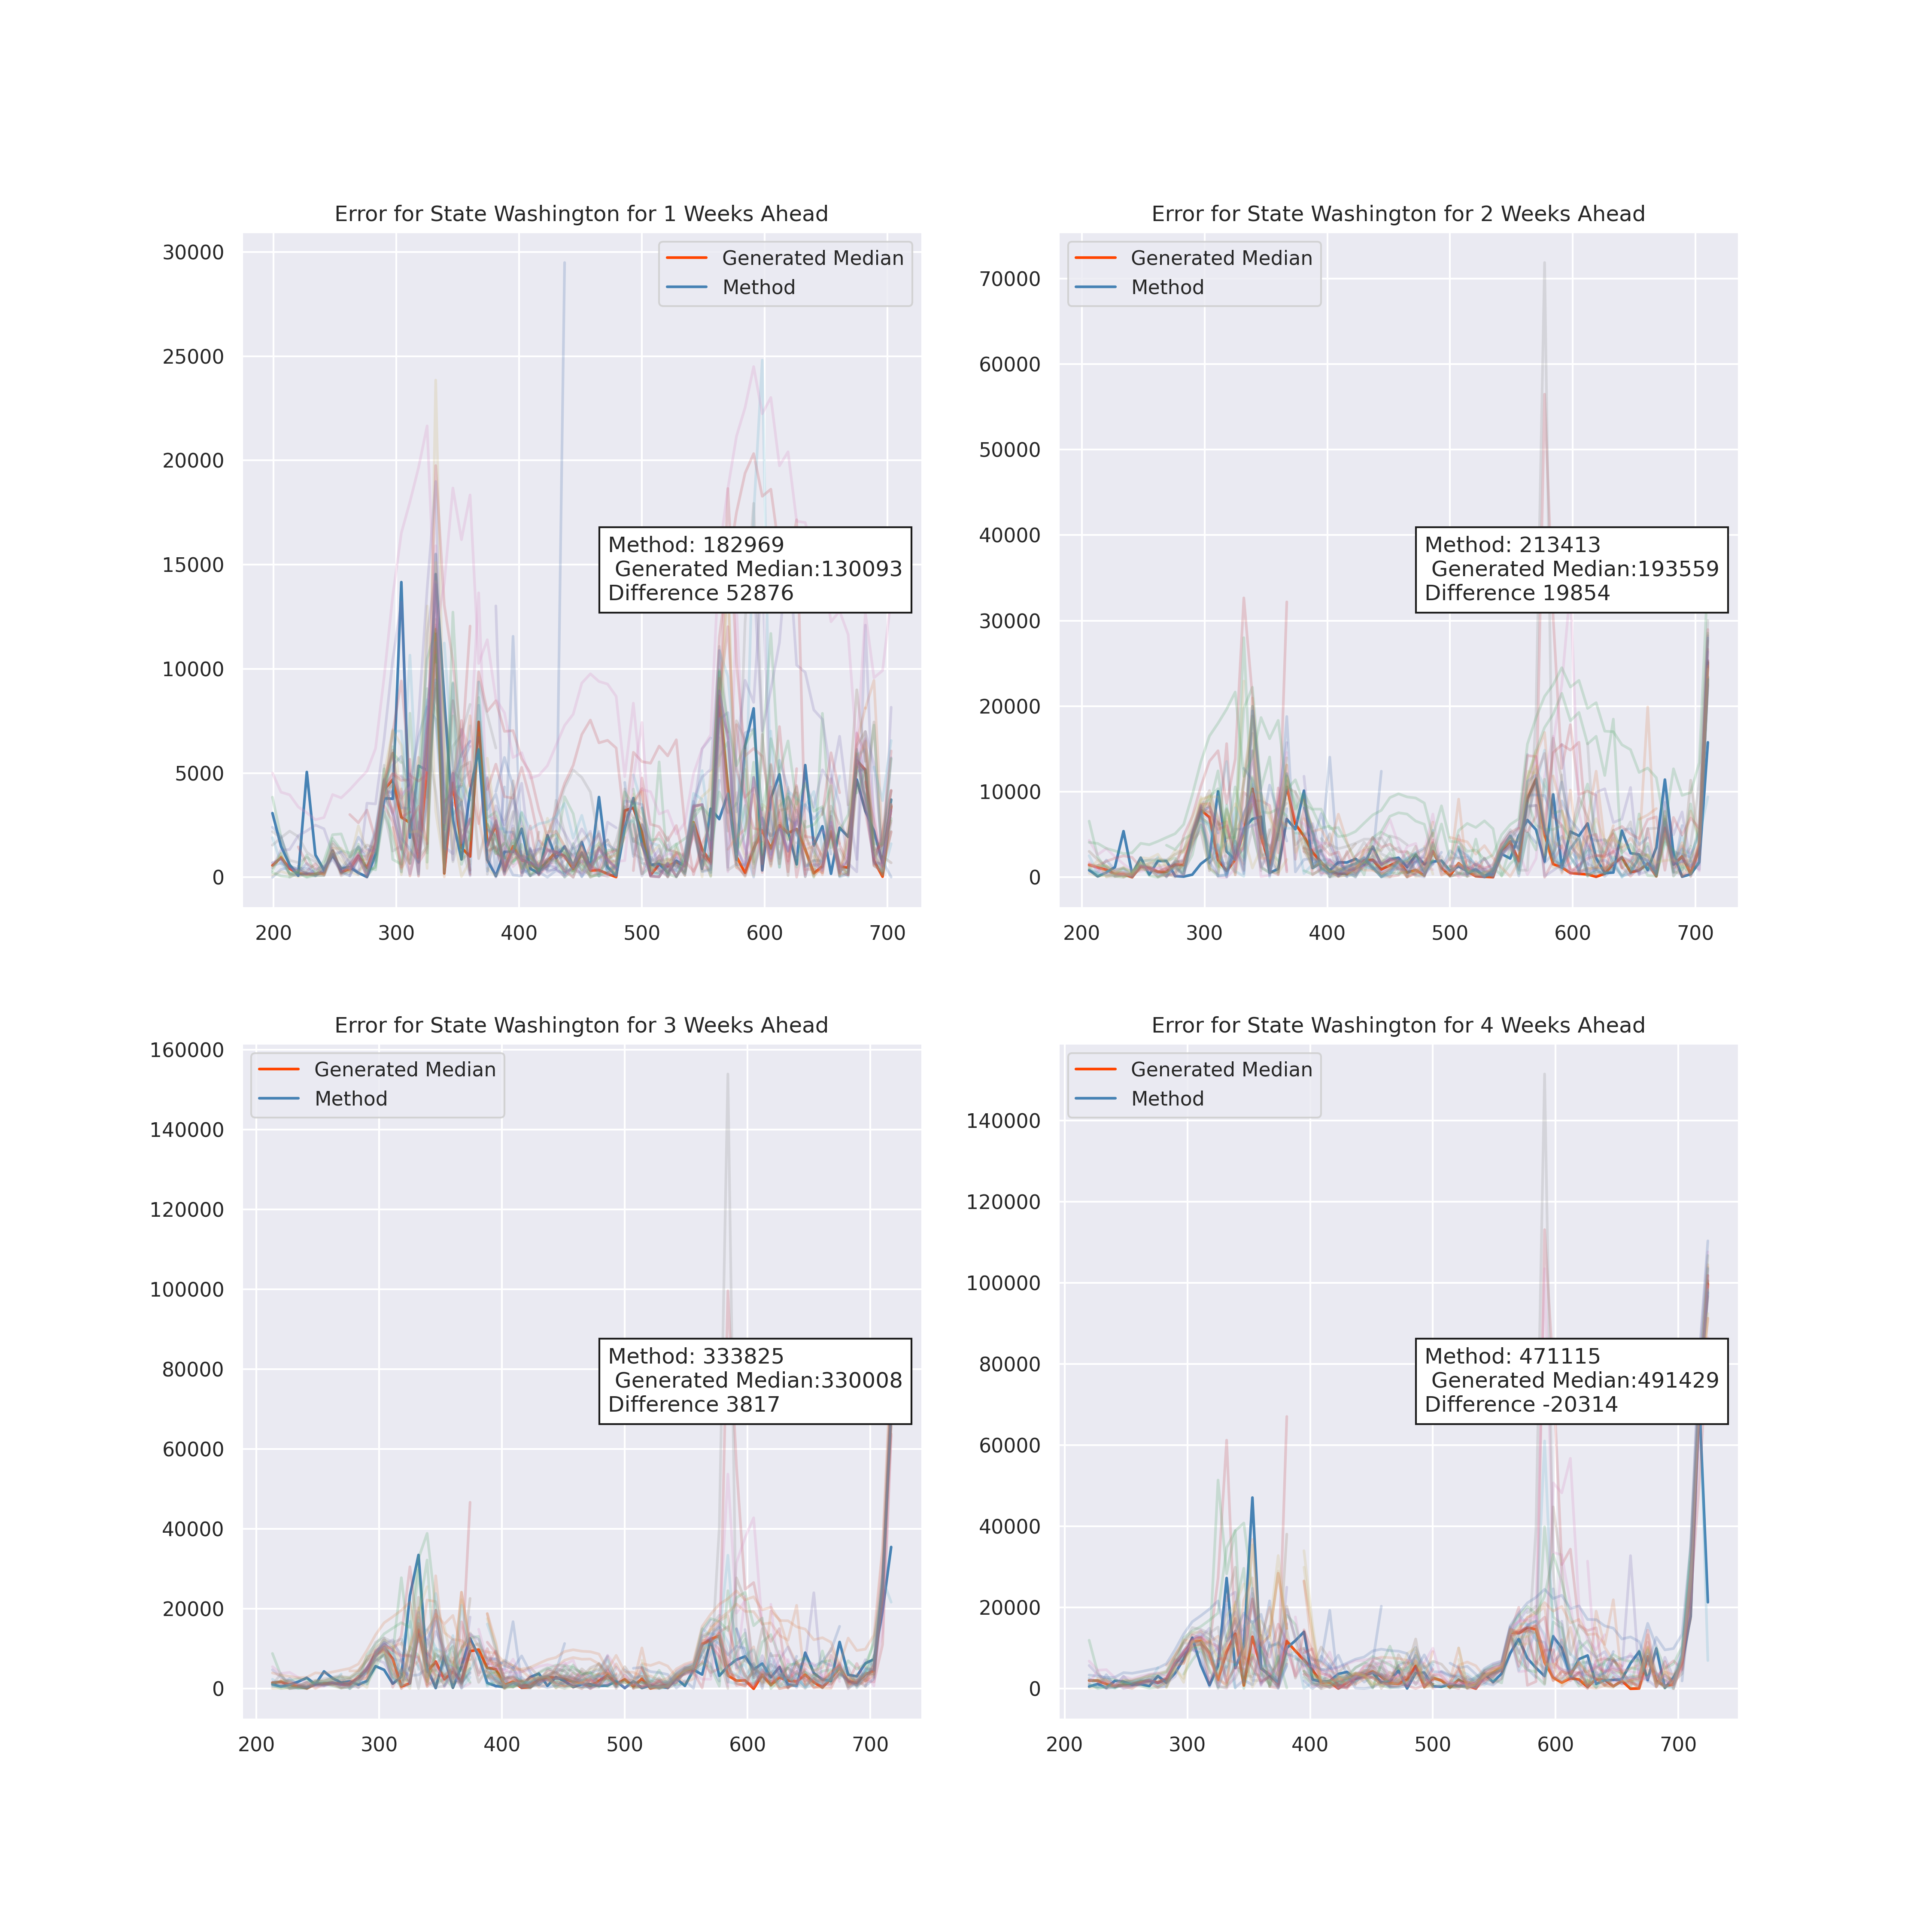 Error for State Washington for 1 Weeks Ahead
30000
25000
20000
15000
10000
5000
0
200 300 400 500 600 700
Generated Median
Method
Method: 182969
Generated Median:130093
Difference 52876
Error for State Washington for 2 Weeks Ahead
70000
60000
50000
40000
30000
20000
10000
0
200 300 400 500 600 700
Generated Median
Method
Method: 213413
Generated Median:193559
Difference 19854
Error for State Washington for 3 Weeks Ahead
160000
140000
120000
100000
80000
60000
40000
20000
0
200 300 400 500 600 700
Generated Median
Method
Method: 333825
Generated Median:330008
Difference 3817
Error for State Washington for 4 Weeks Ahead
140000
120000
100000
80000
60000
40000
20000
0
200 300 400 500 600 700
Generated Median
Method
Method: 471115
Generated Median:491429
Difference -20314